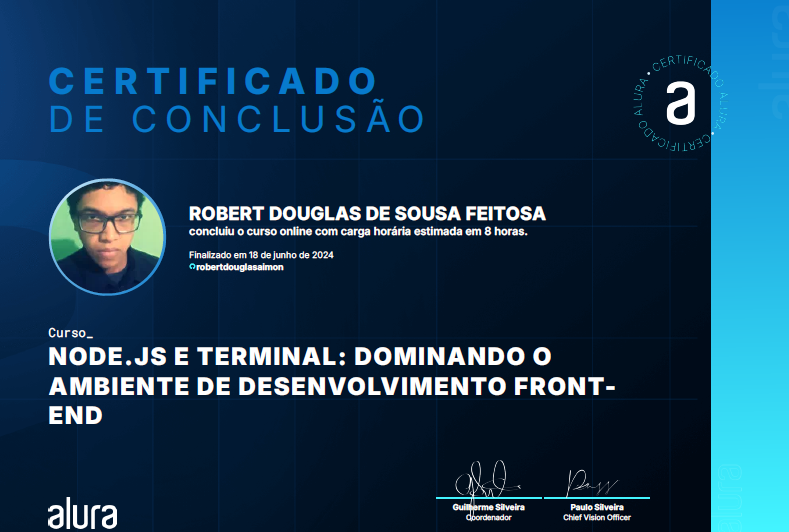 CERTIFICADO
DE CONCLUSÃO
CERTIFICADO ALURA • CERTIFICADO ALURA •
a
ROBERT DOUGLAS DE SOUSA FEITOSA
concluiu o curso online com carga horária estimada em 8 horas.
Finalizado em 18 de junho de 2024
robertdouglasaimon
Curso_
NODE.JS E TERMINAL: DOMINANDO O
AMBIENTE DE DESENVOLVIMENTO FRONT-
END
Guilherme Silveira
Coordenador
Paulo Silveira
Chief Vision Officer
alura